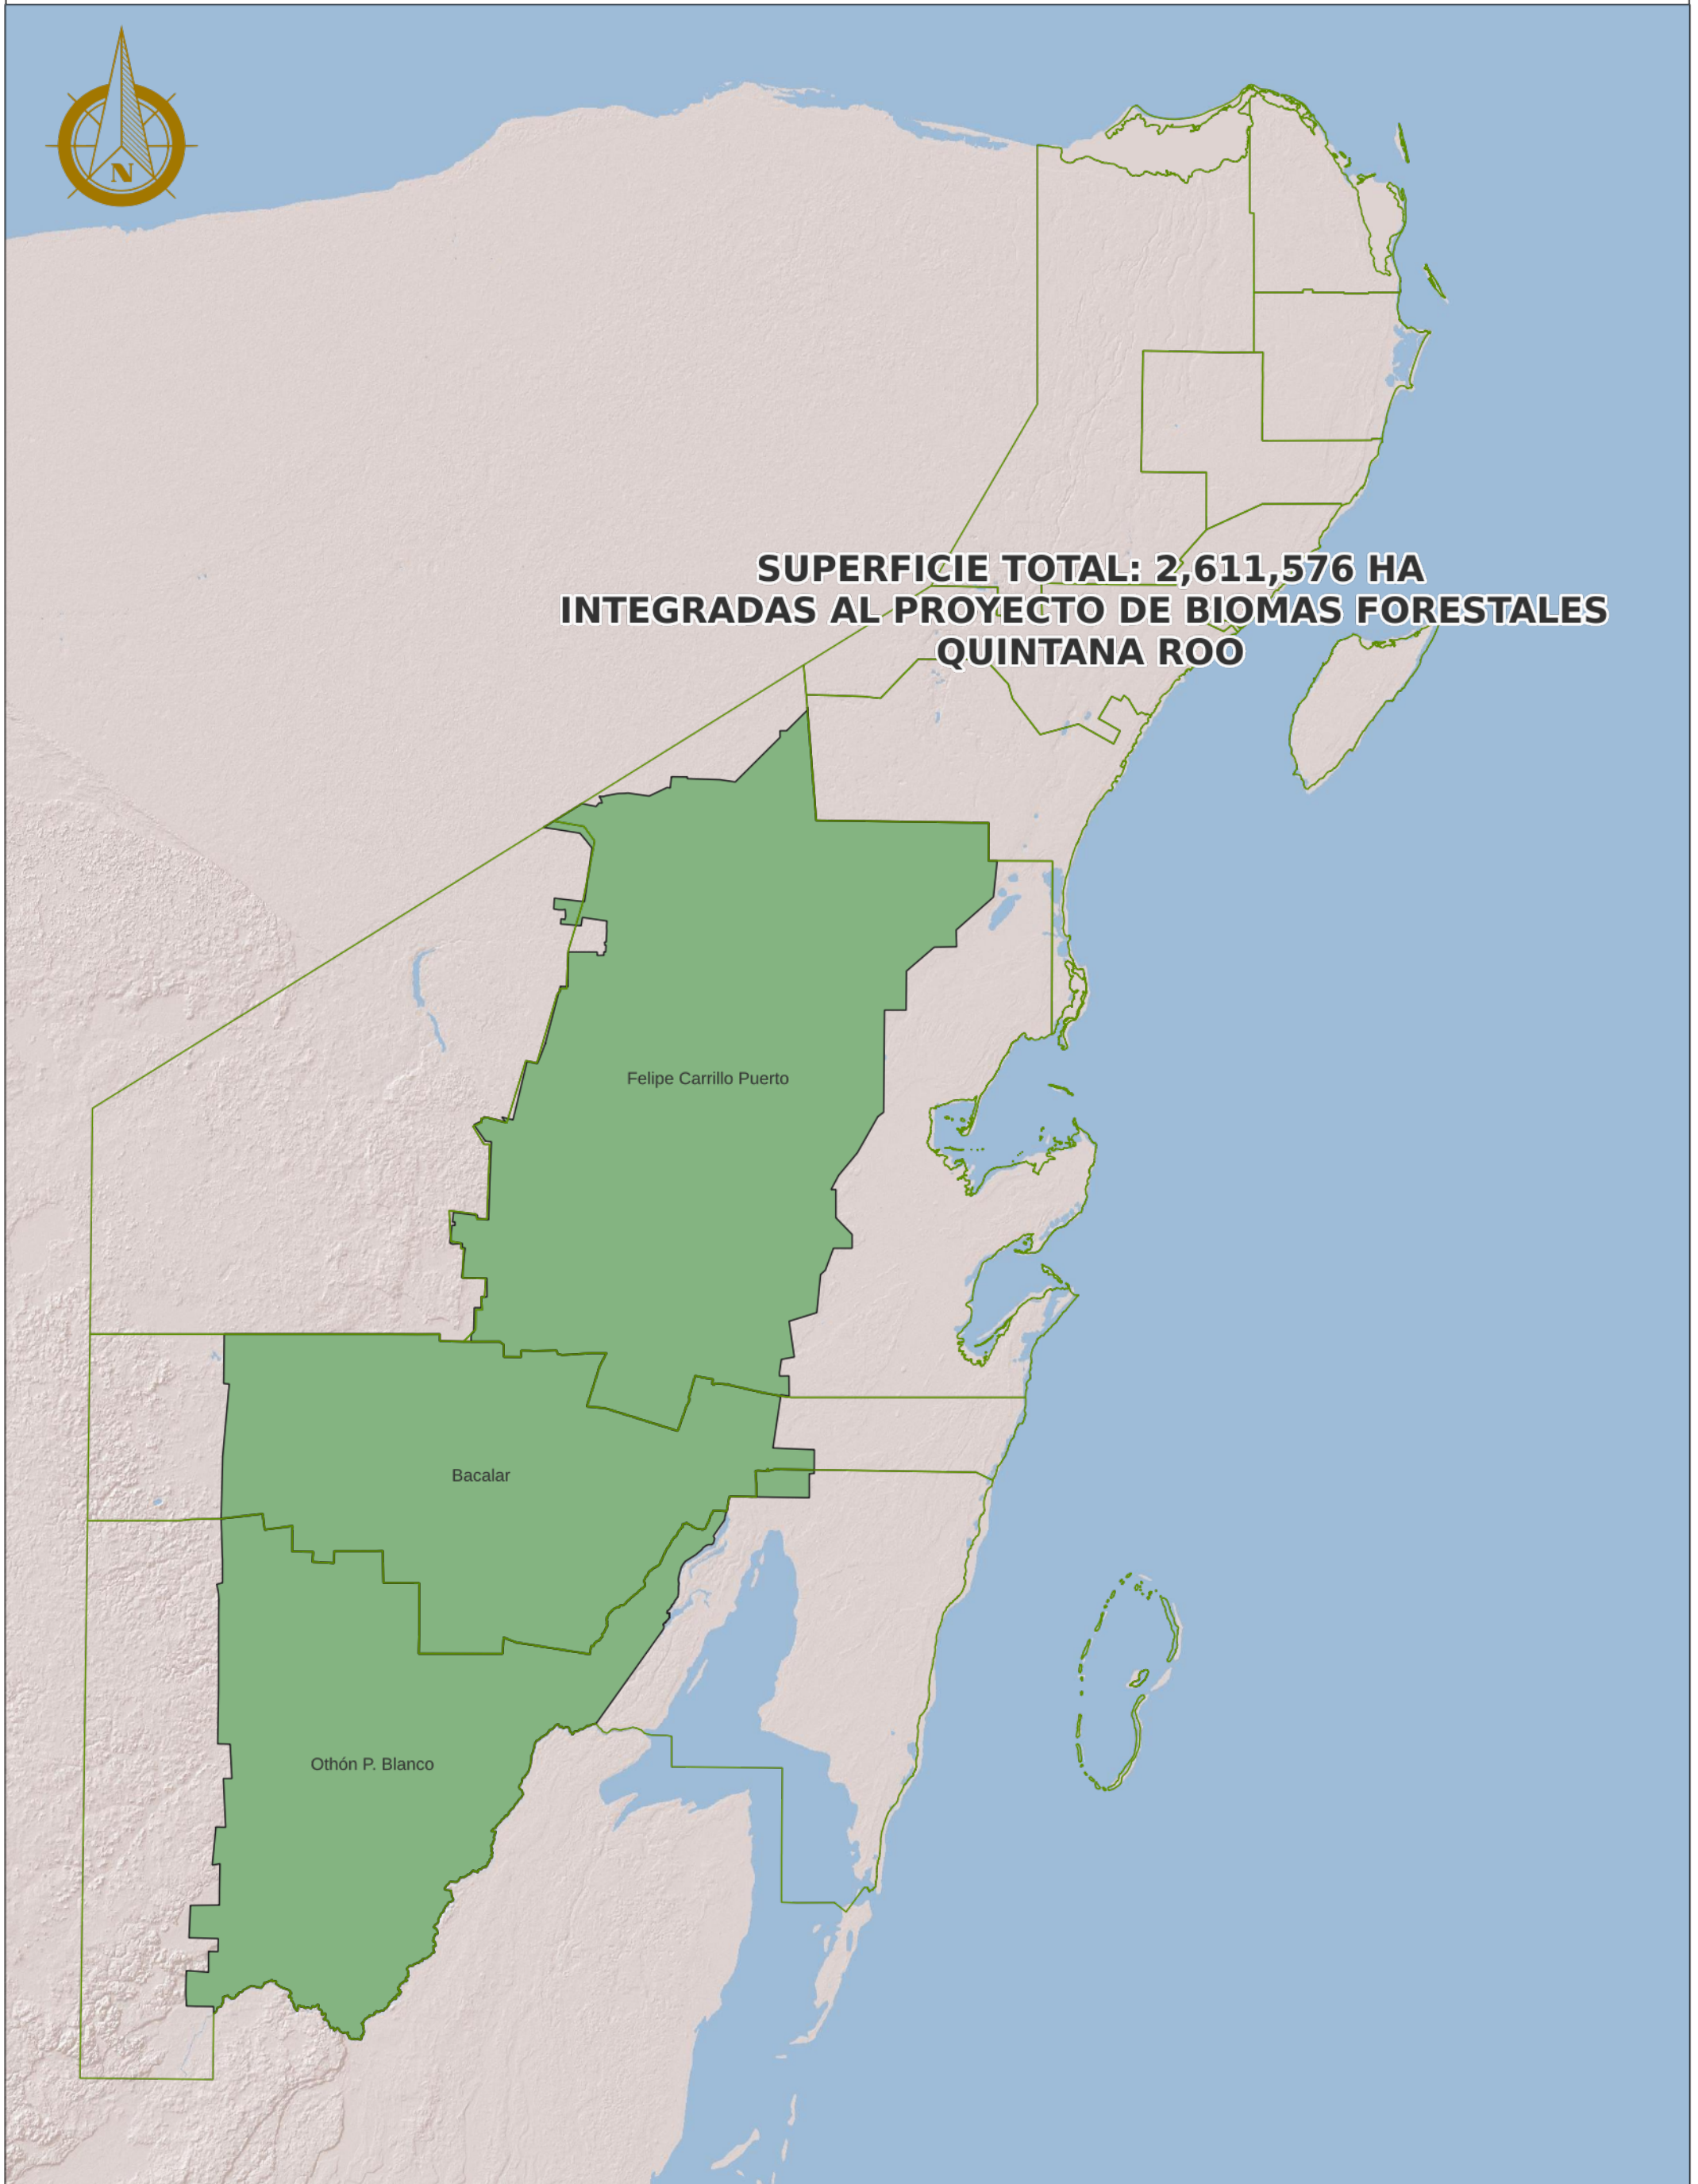 N
SUPERFICIE TOTAL: 2,611,576 HA
INTEGRADAS AL PROYECTO DE BIOMAS FORESTALES
QUINTANA ROO
Felipe Carrillo Puerto
Bacalar
Othón P. Blanco